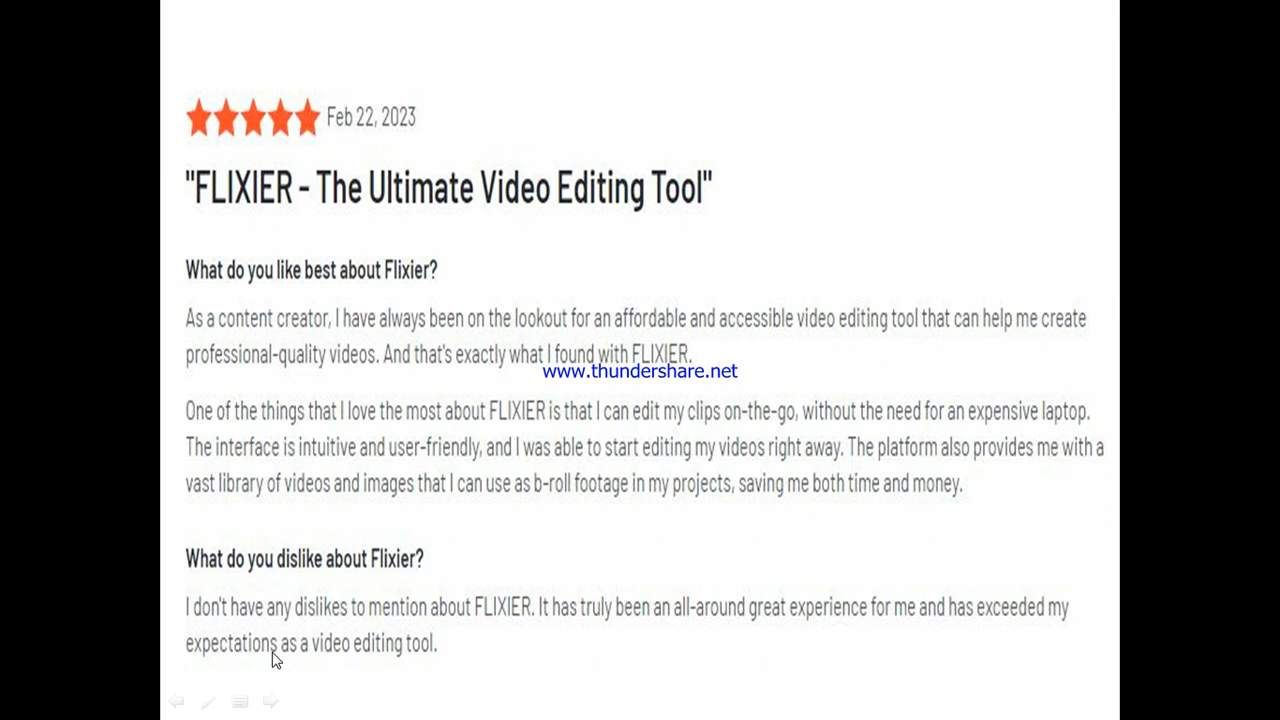 Feb 22, 2023
"FLIXIER - The Ultimate Video Editing Tool"
What do you like best about Flixier?
As a content creator, I have always been on the lookout for an affordable and accessible video editing tool that can help me create
professional-quality videos. And that's exactly what I found with FLIXIER.
www.thundershare.net
One of the things that I love the most about FLIXIER is that I can edit my clips on-the-go, without the need for an expensive laptop.
The interface is intuitive and user-friendly, and I was able to start editing my videos right away. The platform also provides me with a
vast library of videos and images that I can use as b-roll footage in my projects, saving me both time and money.
What do you dislike about Flixier?
I don't have any dislikes to mention about FLIXIER. It has truly been an all-around great experience for me and has exceeded my
expectations as a video editing tool.